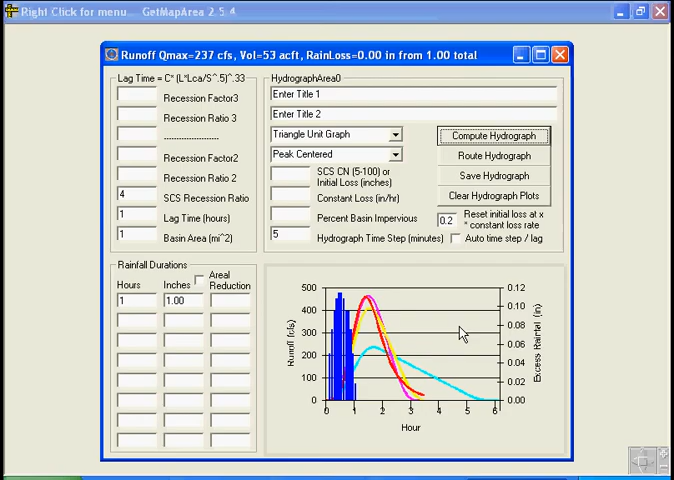 Right Click for menu... GetMapArea 2.5.4
Runoff Qmax=237 cfs, Vol=53 acft, RainLoss=0.00 in from 1.00 total
Lag Time = C* (L*Lca/S^.5)^.33
Recession Factor3
Recession Ratio 3
----------------------
Recession Factor2
Recession Ratio 2
4 SCS Recession Ratio
1 Lag Time (hours)
1 Basin Area (mi^2)
HydrographArea0
Enter Title 1
Enter Title 2
Triangle Unit Graph
Peak Centered
SCS CN (5-100) or
Initial Loss (inches)
Constant Loss (in/hr)
Percent Basin Impervious
5 Hydrograph Time Step (minutes)
Compute Hydrograph
Route Hydrograph
Save Hydrograph
Clear Hydrograph Plots
0.2 Reset initial loss at x
* constant loss rate
Auto time step / lag
Rainfall Durations
Hours Inches Areal
Reduction
1 1.00
500 0.12
400 0.10
300 0.08
0.06
200 0.04
100 0.02
0 0.00
0 1 2 3 4 5 6
Hour
Runoff (cfs)
Excess Rainfall (in)